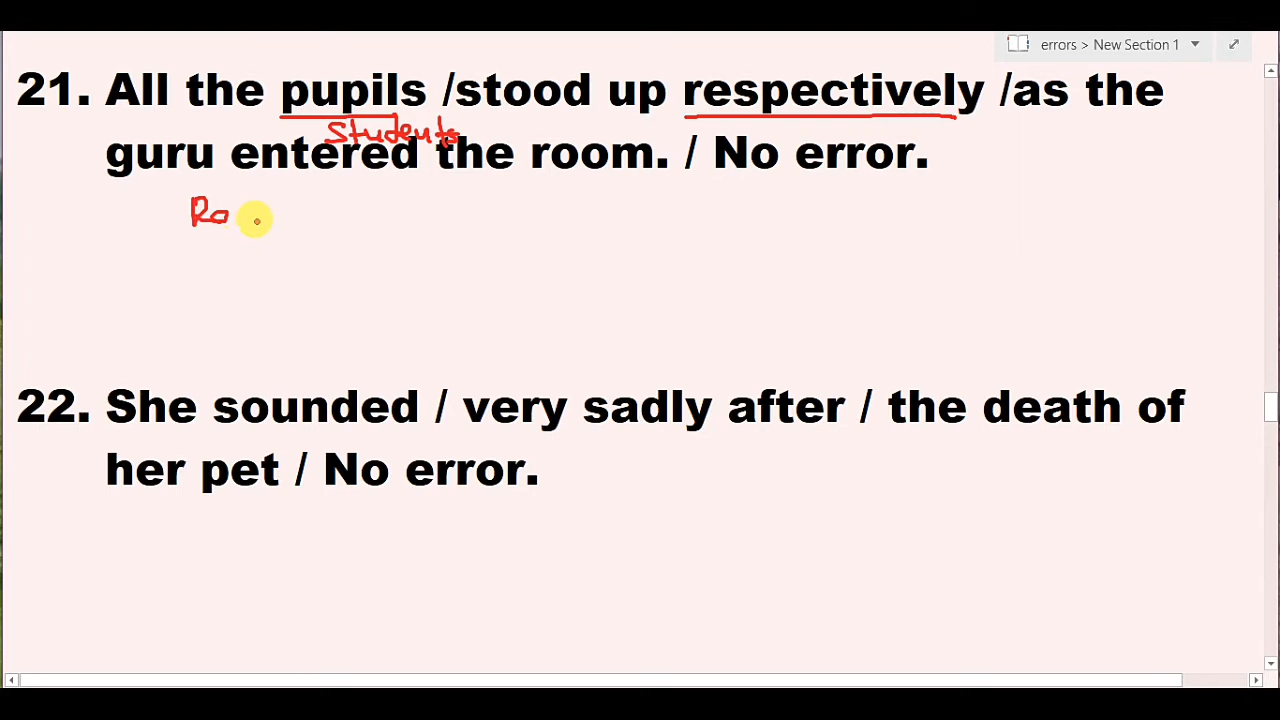 errors > New Section 1
21. All the pupils /stood up respectively /as the
students
guru entered the room. / No error.
Ro
22. She sounded / very sadly after / the death of
her pet / No error.